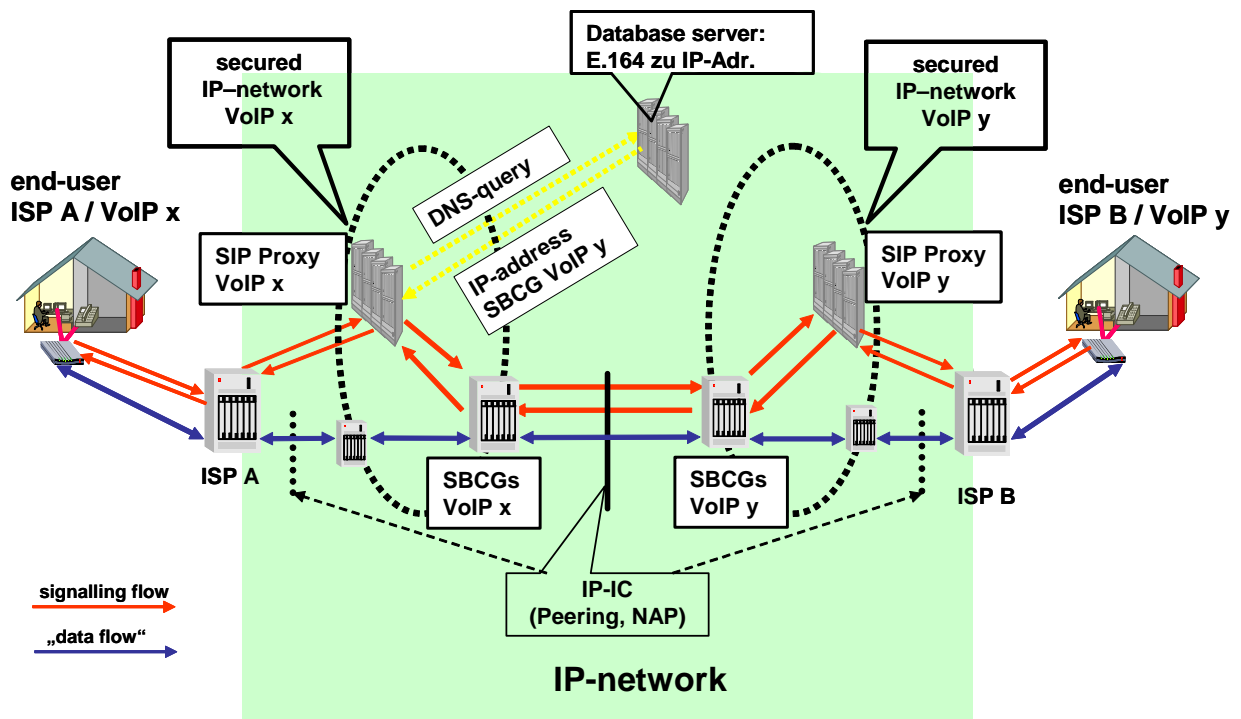 secured
IP–network
VoIP x
Database server:
E.164 zu IP-Adr.
secured
IP–network
VoIP y
end-user
ISP A / VoIP x
end-user
ISP B / VoIP y
DNS-query
IP-address
SBCG VoIP y
SIP Proxy
VoIP x
SIP Proxy
VoIP y
ISP A
SBCGs
VoIP x
SBCGs
VoIP y
ISP B
IP-IC
(Peering, NAP)
signalling flow
„data flow“
IP-network